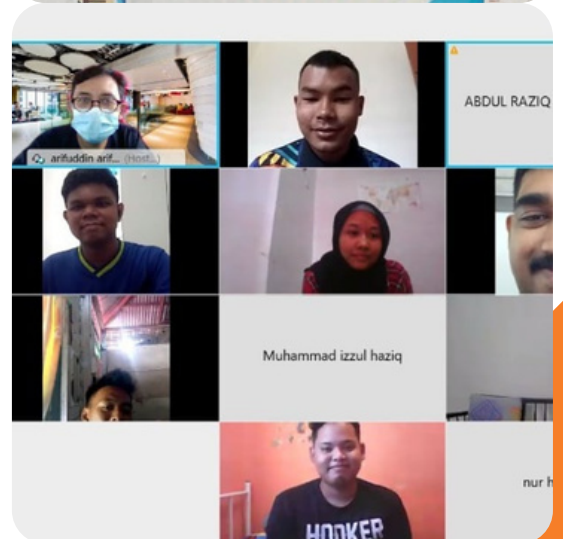 arifuddin arif... (Host...)
ABDUL RAZIQ
Muhammad izzul haziq
nur h
HOOKER